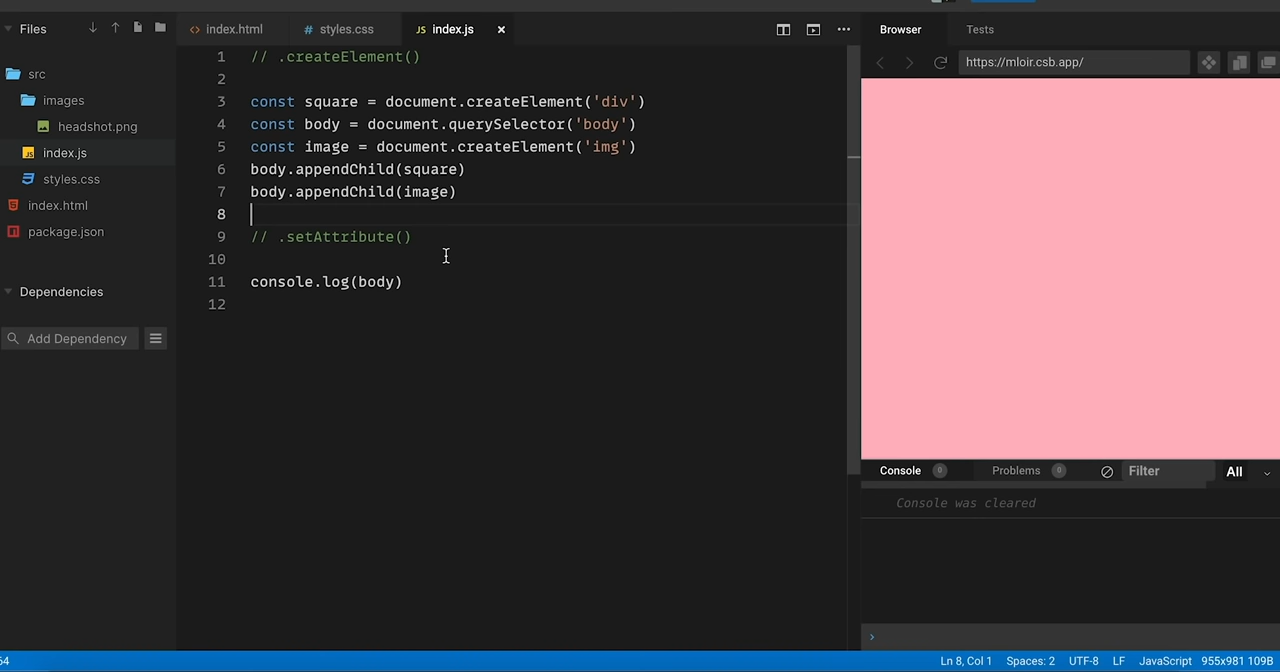 Files
src
images
headshot.png
index.js
styles.css
index.html
package.json
Dependencies
Add Dependency
index.html
styles.css
JS index.js
1 // .createElement()
2
3 const square = document.createElement('div')
4 const body = document.querySelector('body')
5 const image = document.createElement('img')
6 body.appendChild(square)
7 body.appendChild(image)
8
9 // .setAttribute()
10
11 console.log(body)
12
Browser Tests
https://mloir.csb.app/
Console 0 Problems 0 Filter All
Console was cleared
64 Ln 8, Col 1 Spaces: 2 UTF-8 LF JavaScript 955x981 109B